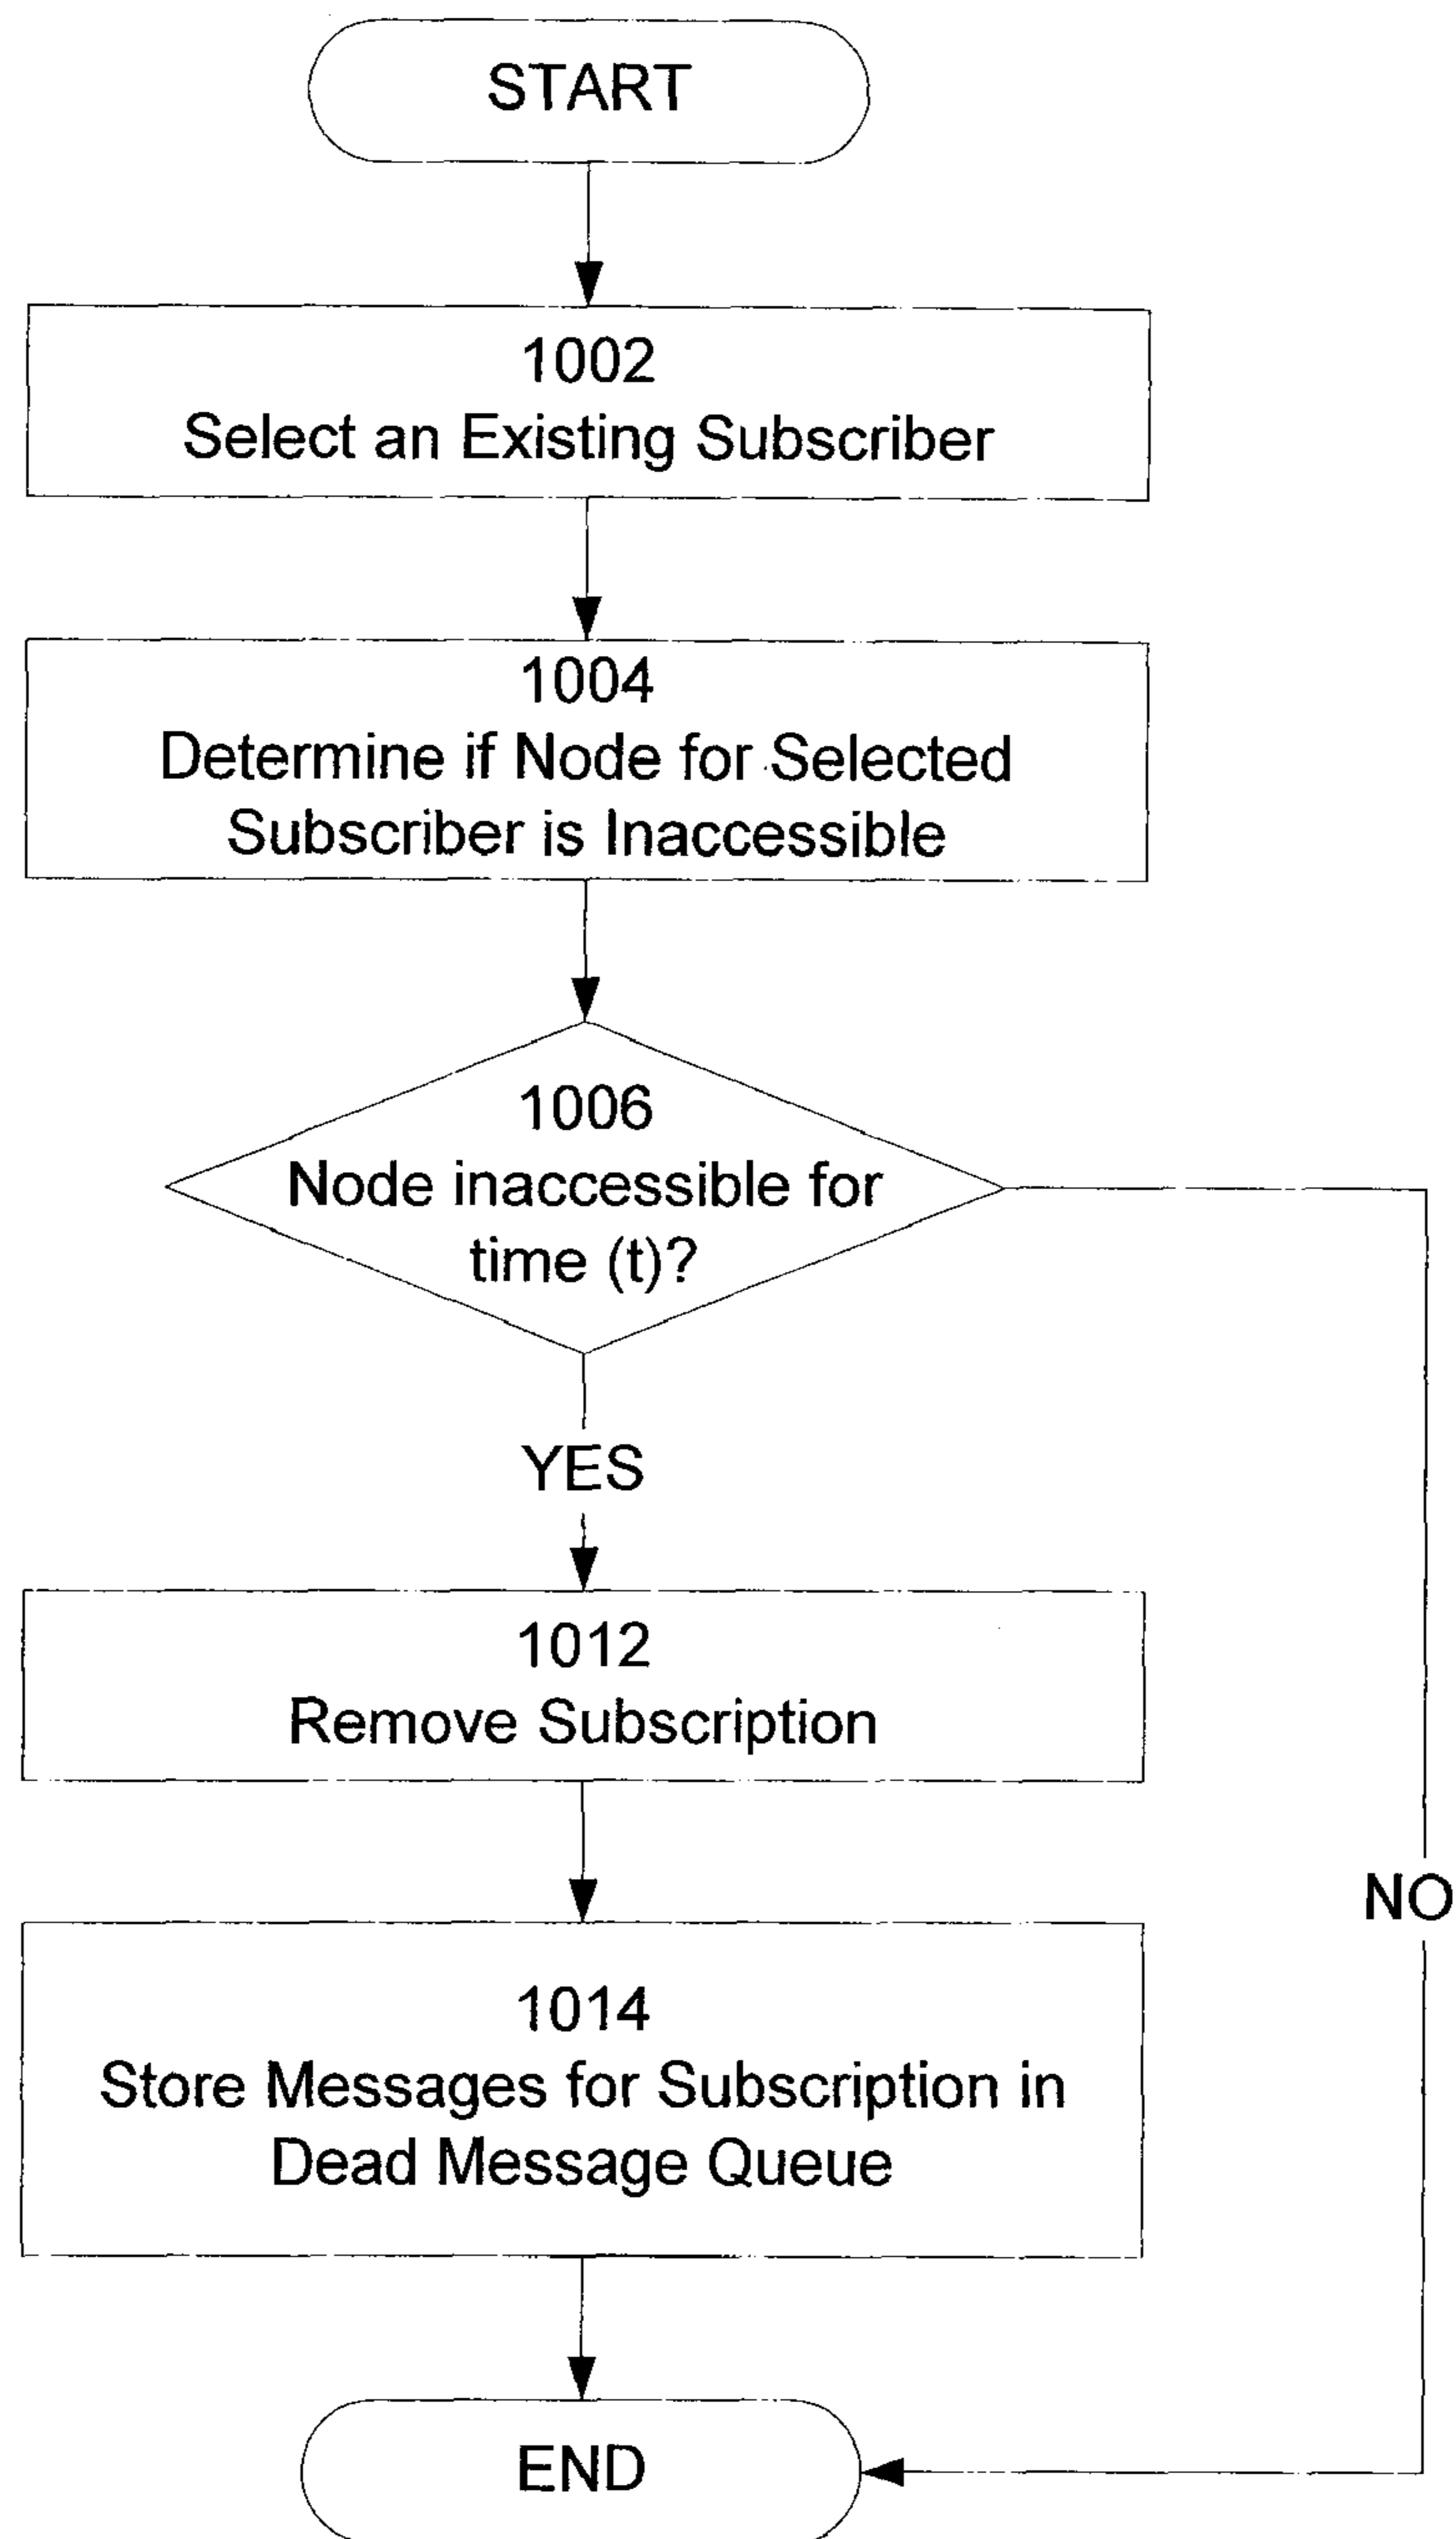 START
1002
Select an Existing Subscriber
1004
Determine if Node for Selected
Subscriber is Inaccessible
1006
Node inaccessible for
time (t)?
YES
1012
Remove Subscription
NO
1014
Store Messages for Subscription in
Dead Message Queue
END